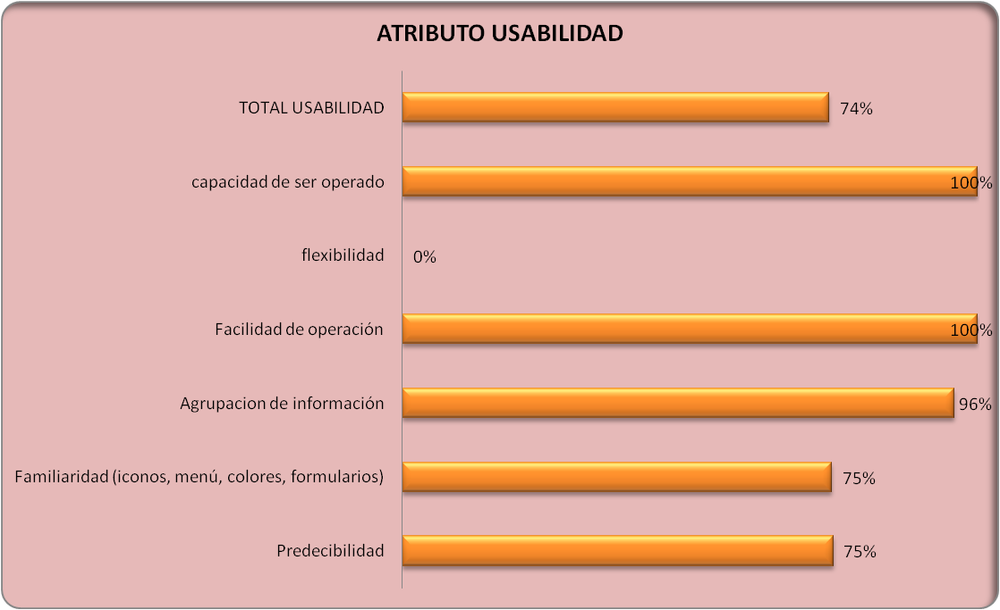 ATRIBUTO USABILIDAD
TOTAL USABILIDAD 74%
capacidad de ser operado 100%
flexibilidad 0%
Facilidad de operación 100%
Agrupacion de información 96%
Familiaridad (iconos, menú, colores, formularios) 75%
Predecibilidad 75%